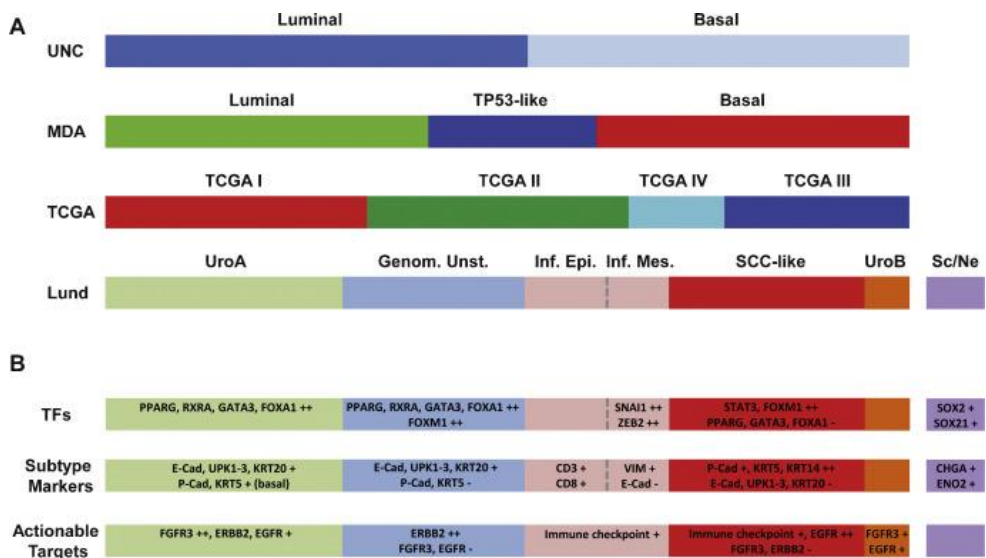 A
Luminal Basal
UNC
Luminal TP53-like Basal
MDA
TCGA I TCGA II TCGA IV TCGA III
TCGA
UroA Genom. Unst. Inf. Epi. Inf. Mes. SCC-like UroB Sc/Ne
Lund
B
TFs
PPARG, RXRA, GATA3, FOXA1 ++
PPARG, RXRA, GATA3, FOXA1 ++
FOXM1 ++
SNAI1 ++
ZEB2 ++
STAT3, FOXM1 ++
PPARG, GATA3, FOXA1 -
SOX2 +
SOX21 +
Subtype
Markers
E-Cad, UPK1-3, KRT20 +
P-Cad, KRT5 + (basal)
E-Cad, UPK1-3, KRT20 +
P-Cad, KRT5 -
CD3 +
CD8 +
VIM +
E-Cad -
P-Cad +, KRT5, KRT14 ++
E-Cad, UPK1-3, KRT20 -
CHGA +
ENO2 +
Actionable
Targets
FGFR3 ++, ERBB2, EGFR +
ERBB2 ++
FGFR3, EGFR -
Immune checkpoint +
Immune checkpoint +, EGFR ++
FGFR3, ERBB2 -
FGFR3 +
EGFR +